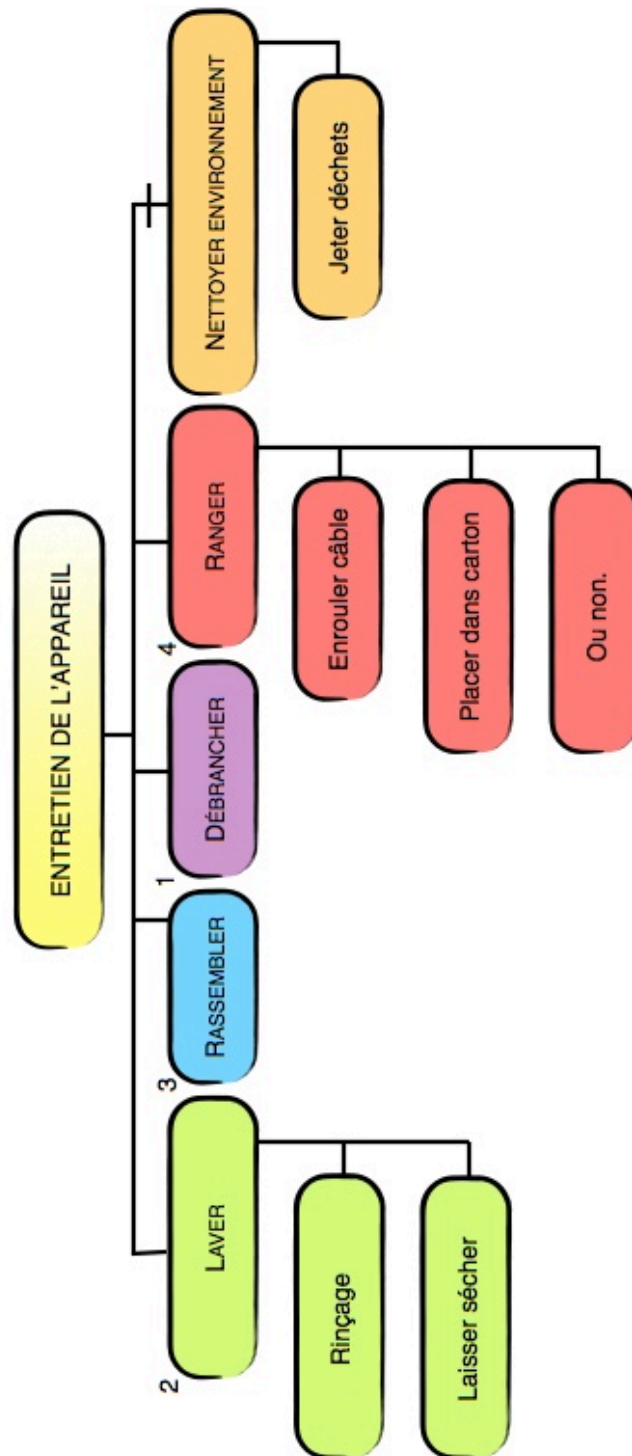 ENTRETIEN DE L'APPAREIL
2
LAVER
3
RASSEMBLER
1
DÉBRANCHER
4
RANGER
NETTOYER ENVIRONNEMENT
Rinçage
Enrouler câble
Jeter déchets
Laisser sécher
Placer dans carton
Ou non.